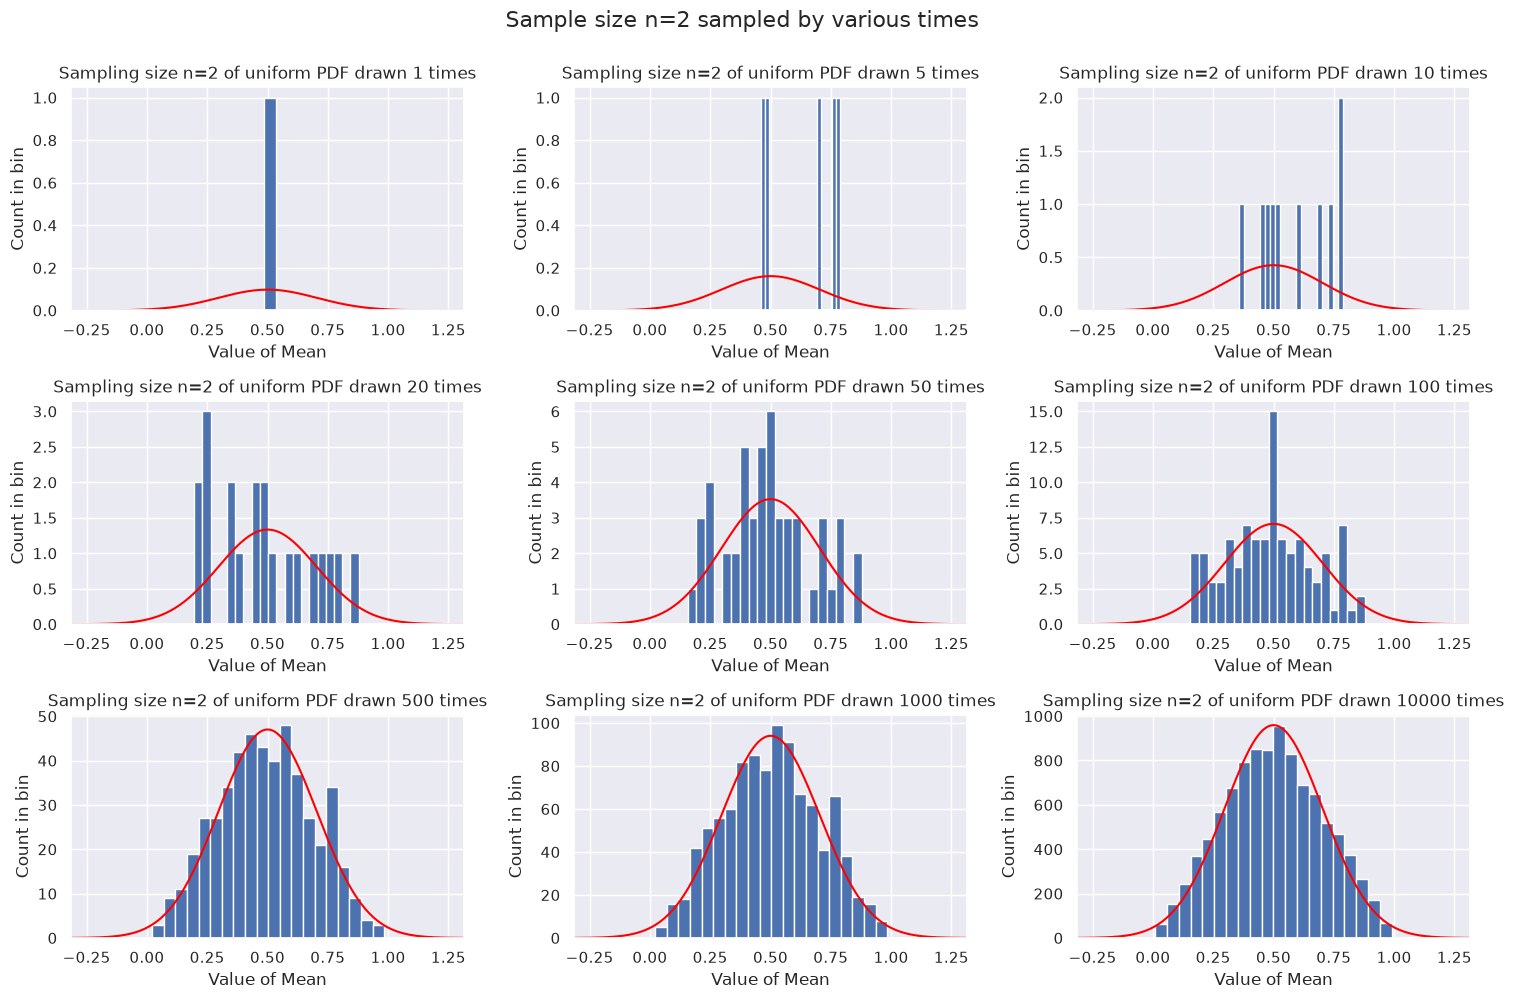 Sample size n=2 sampled by various times
Sampling size n=2 of uniform PDF drawn 1 times
Count in bin
1.0
0.8
0.6
0.4
0.2
0.0
−0.25 0.00 0.25 0.50 0.75 1.00 1.25
Value of Mean
Sampling size n=2 of uniform PDF drawn 5 times
Count in bin
1.0
0.8
0.6
0.4
0.2
0.0
−0.25 0.00 0.25 0.50 0.75 1.00 1.25
Value of Mean
Sampling size n=2 of uniform PDF drawn 10 times
Count in bin
2.0
1.5
1.0
0.5
0.0
−0.25 0.00 0.25 0.50 0.75 1.00 1.25
Value of Mean
Sampling size n=2 of uniform PDF drawn 20 times
Count in bin
3.0
2.5
2.0
1.5
1.0
0.5
0.0
−0.25 0.00 0.25 0.50 0.75 1.00 1.25
Value of Mean
Sampling size n=2 of uniform PDF drawn 50 times
Count in bin
6
5
4
3
2
1
0
−0.25 0.00 0.25 0.50 0.75 1.00 1.25
Value of Mean
Sampling size n=2 of uniform PDF drawn 100 times
Count in bin
15.0
12.5
10.0
7.5
5.0
2.5
0.0
−0.25 0.00 0.25 0.50 0.75 1.00 1.25
Value of Mean
Sampling size n=2 of uniform PDF drawn 500 times
Count in bin
50
40
30
20
10
0
−0.25 0.00 0.25 0.50 0.75 1.00 1.25
Value of Mean
Sampling size n=2 of uniform PDF drawn 1000 times
Count in bin
100
80
60
40
20
0
−0.25 0.00 0.25 0.50 0.75 1.00 1.25
Value of Mean
Sampling size n=2 of uniform PDF drawn 10000 times
Count in bin
1000
800
600
400
200
0
−0.25 0.00 0.25 0.50 0.75 1.00 1.25
Value of Mean